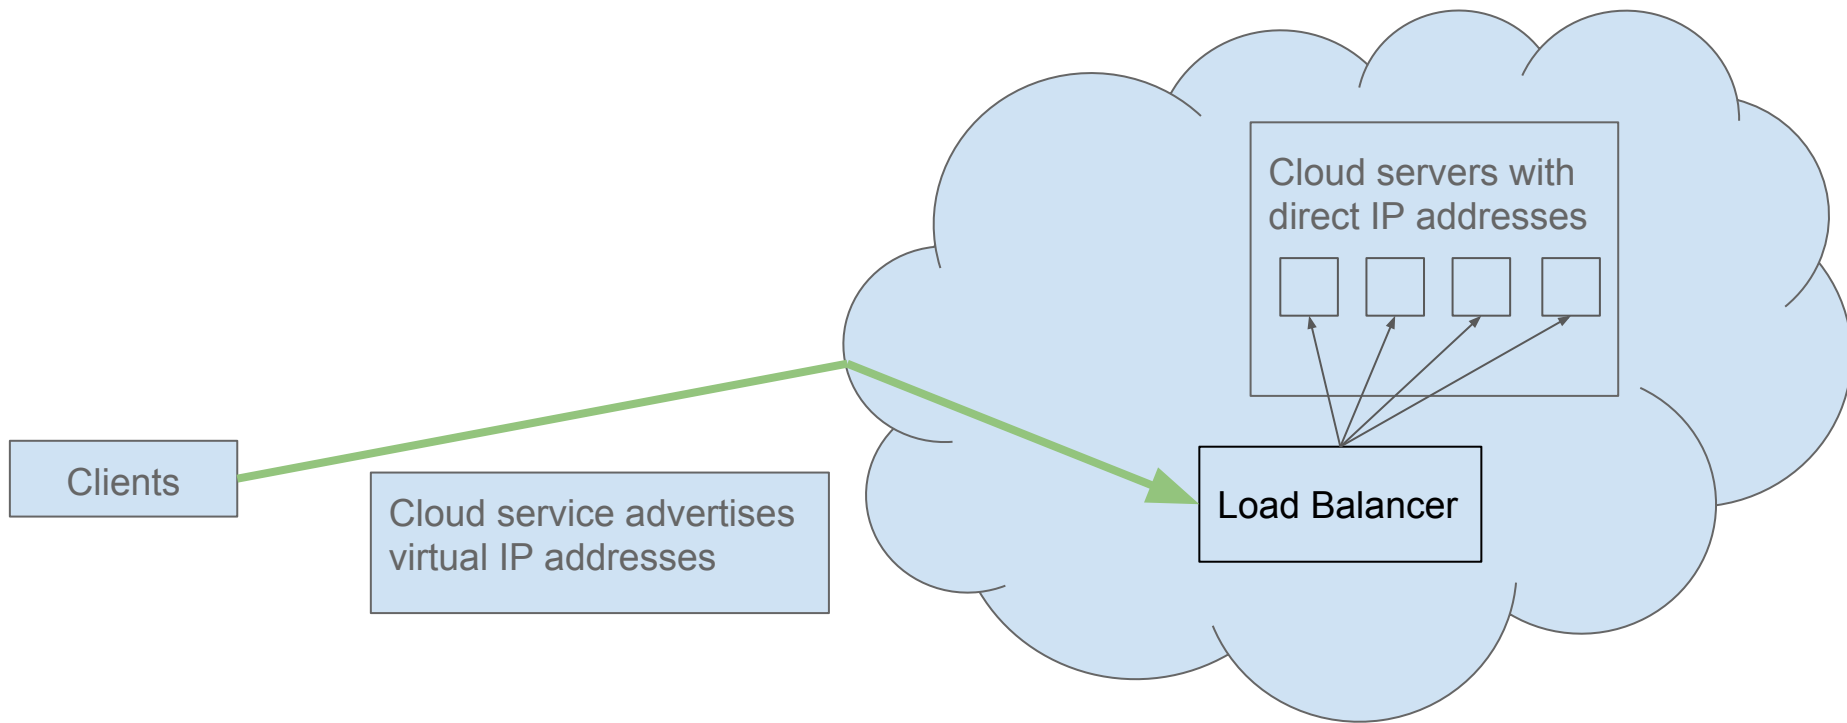 Cloud servers with
direct IP addresses
Clients
Cloud service advertises
virtual IP addresses
Load Balancer